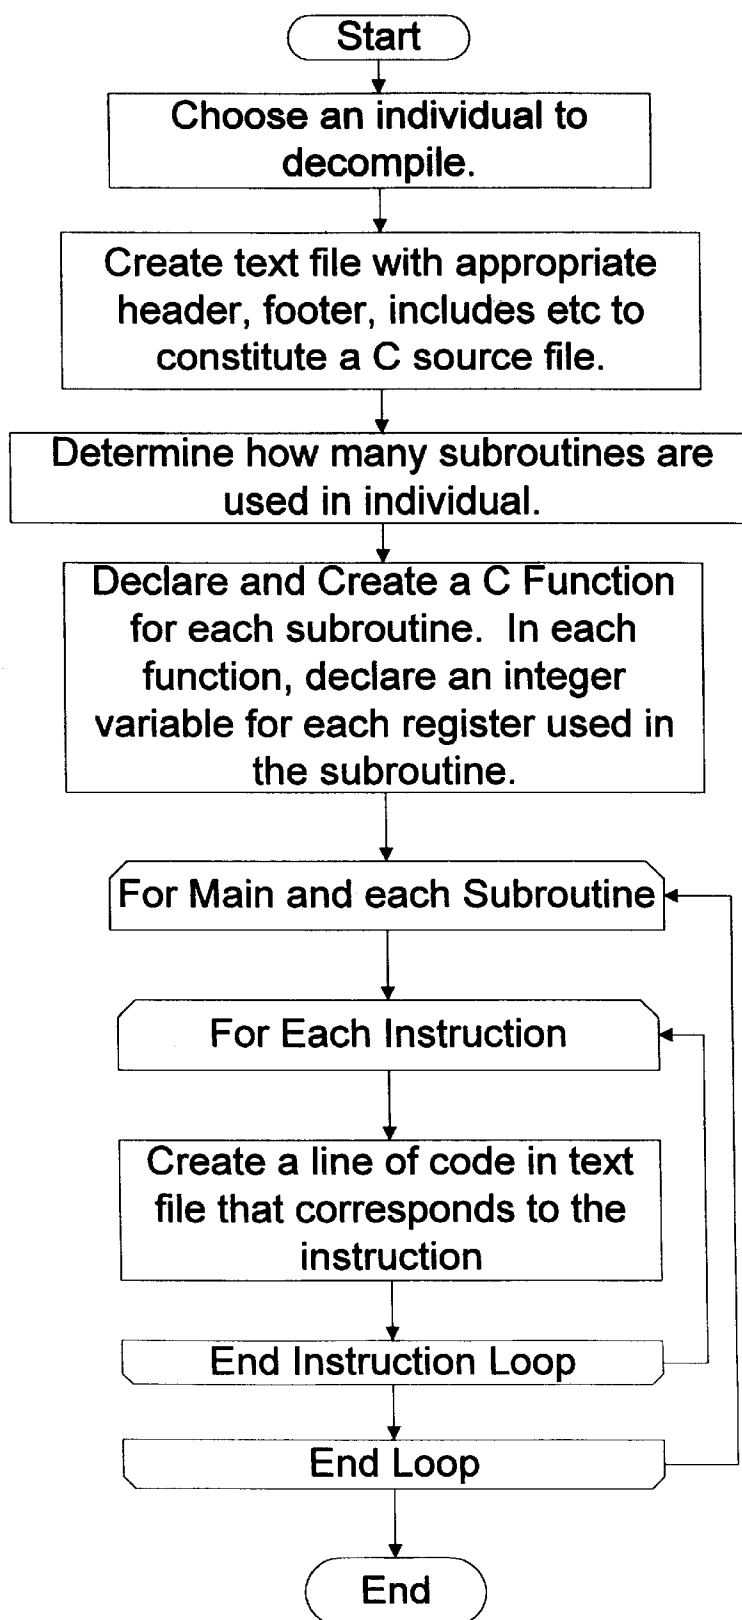 Start
Choose an individual to
decompile.
Create text file with appropriate
header, footer, includes etc to
constitute a C source file.
Determine how many subroutines are
used in individual.
Declare and Create a C Function
for each subroutine.  In each
function, declare an integer
variable for each register used in
the subroutine.
For Main and each Subroutine
For Each Instruction
Create a line of code in text
file that corresponds to the
instruction
End Instruction Loop
End Loop
End